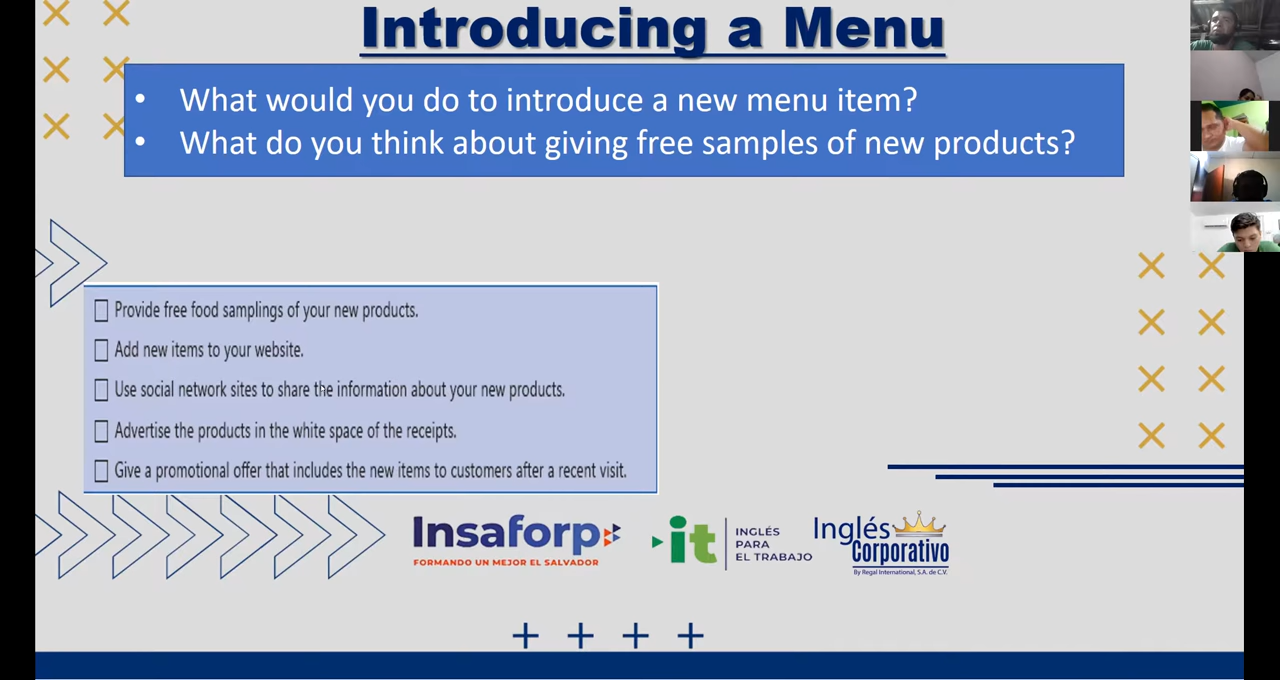 Introducing a Menu
• What would you do to introduce a new menu item?
• What do you think about giving free samples of new products?
Provide free food samplings of your new products.
Add new items to your website.
Use social network sites to share the information about your new products.
Advertise the products in the white space of the receipts.
Give a promotional offer that includes the new items to customers after a recent visit.
Insaforp
FORMANDO UN MEJOR EL SALVADOR
it
INGLÉS
PARA
EL TRABAJO
Inglés
Corporativo
By Regal International, S.A. de C.V.